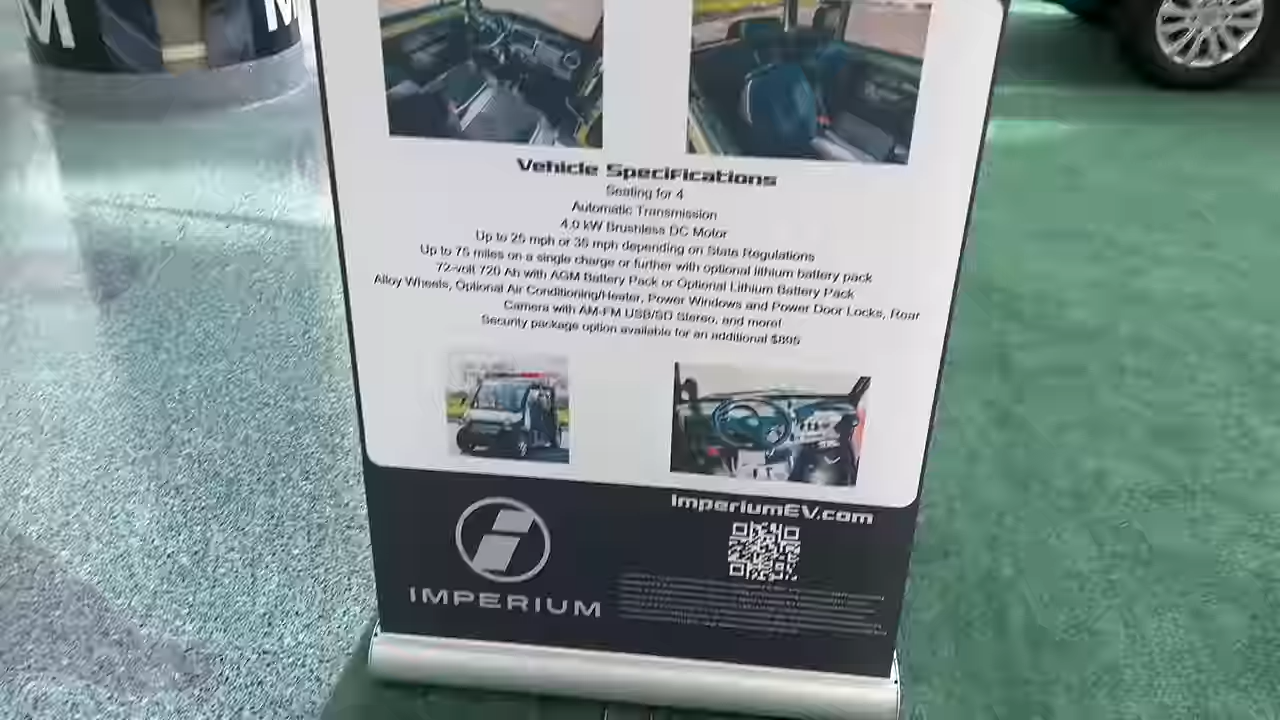 M
M
Vehicle Specifications
Seating for 4
Automatic Transmission
4.0 kW Brushless DC Motor
Up to 25 mph or 35 mph depending on State Regulations
Up to 75 miles on a single charge or further with optional lithium battery pack
72-volt 720 Ah with AGM Battery Pack or Optional Lithium Battery Pack
Alloy Wheels, Optional Air Conditioning/Heater, Power Windows and Power Door Locks, Rear
Camera with AM-FM USB/SD Stereo, and more!
Security package option available for an additional $895
ImperiumEV.com
IMPERIUM